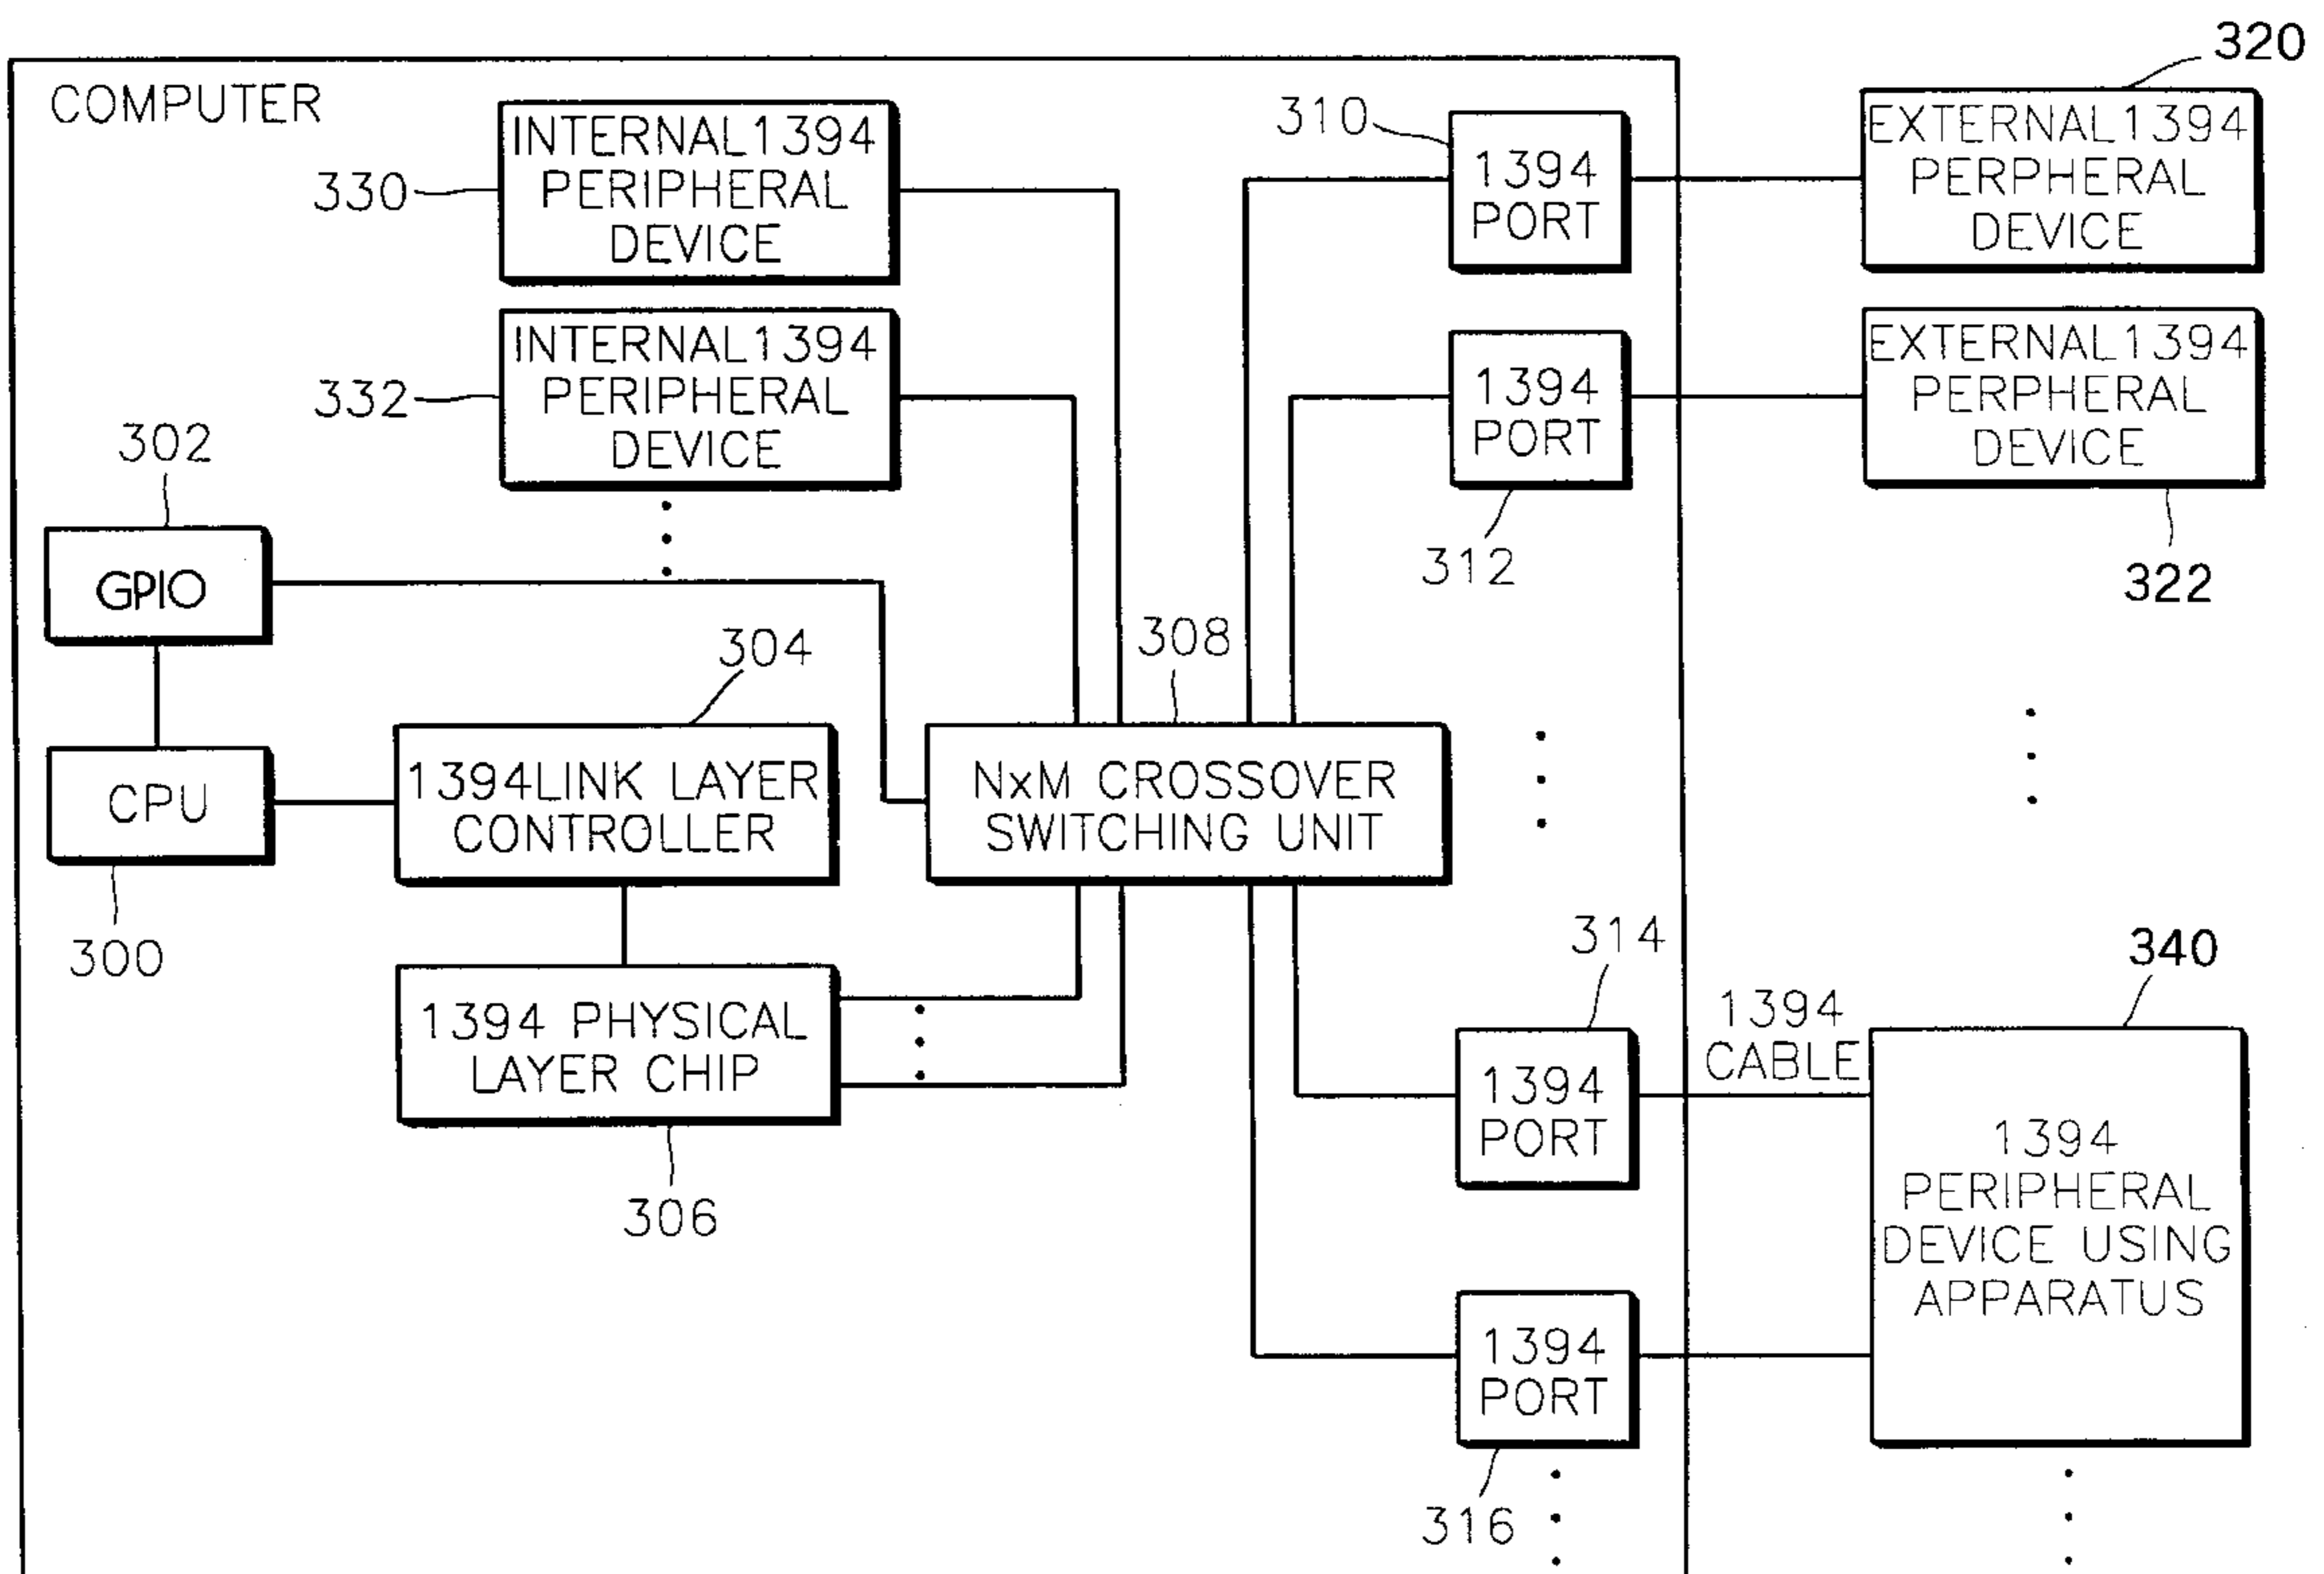 320
COMPUTER
310
INTERNAL1394
PERIPHERAL
DEVICE
330
1394
PORT
EXTERNAL1394
PERPHERAL
DEVICE
INTERNAL1394
PERIPHERAL
DEVICE
332
1394
PORT
312
EXTERNAL1394
PERPHERAL
DEVICE
322
302
GPIO
304
308
CPU
300
1394LINK LAYER
CONTROLLER
NxM CROSSOVER
SWITCHING UNIT
314
340
1394 PHYSICAL
LAYER CHIP
306
1394
PORT
1394
CABLE
1394
PERIPHERAL
DEVICE USING
APPARATUS
1394
PORT
316